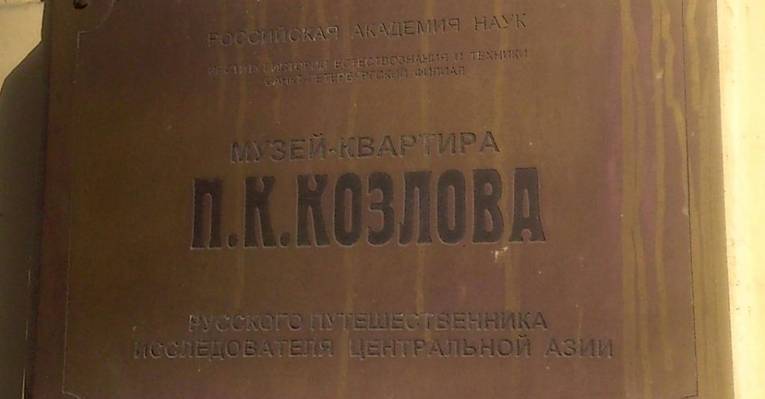 РОССИЙСКАЯ АКАДЕМИЯ НАУК
ИНСТИТУТ ИСТОРИИ ЕСТЕСТВОЗНАНИЯ И ТЕХНИКИ
САНКТ-ПЕТЕРБУРГСКИЙ ФИЛИАЛ
МУЗЕЙ-КВАРТИРА
П.К.КОЗЛОВА
РУССКОГО ПУТЕШЕСТВЕННИКА
ИССЛЕДОВАТЕЛЯ ЦЕНТРАЛЬНОЙ АЗИИ